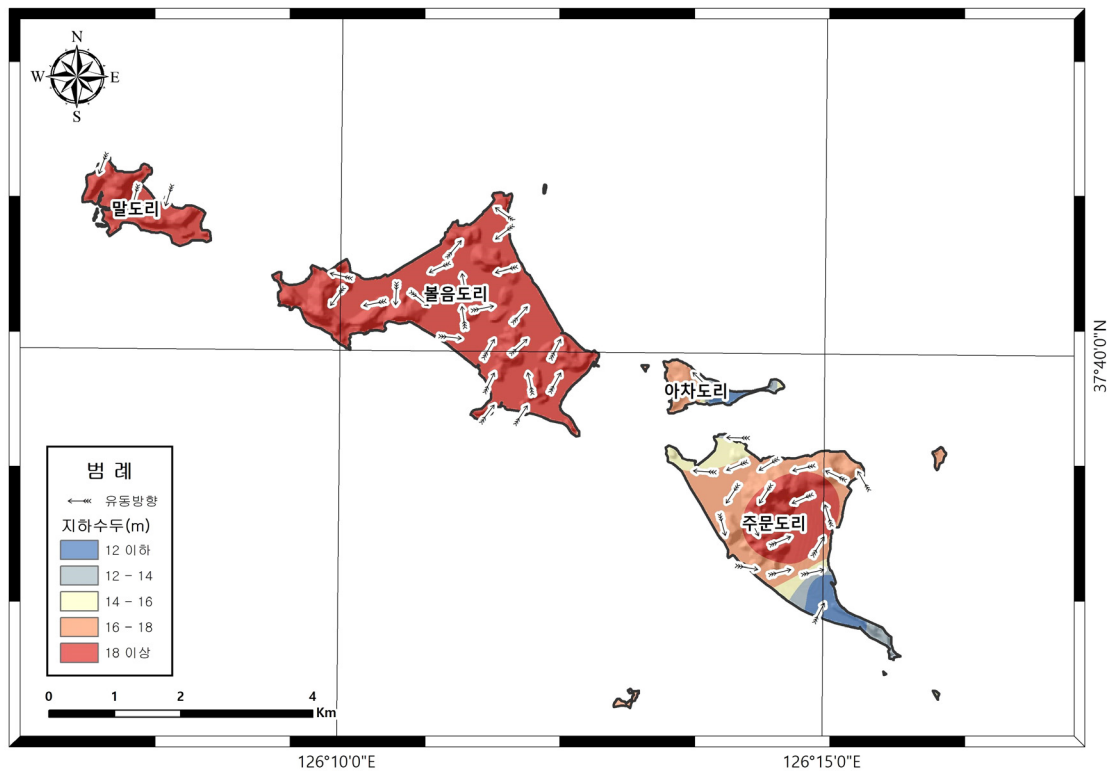 N
W E
S
말도리
볼음도리
아차도리
주문도리
37°40'0"N
범 례
유동방향
지하수두(m)
12 이하
12 - 14
14 - 16
16 - 18
18 이상
0 1 2 4
Km
126°10'0"E
126°15'0"E